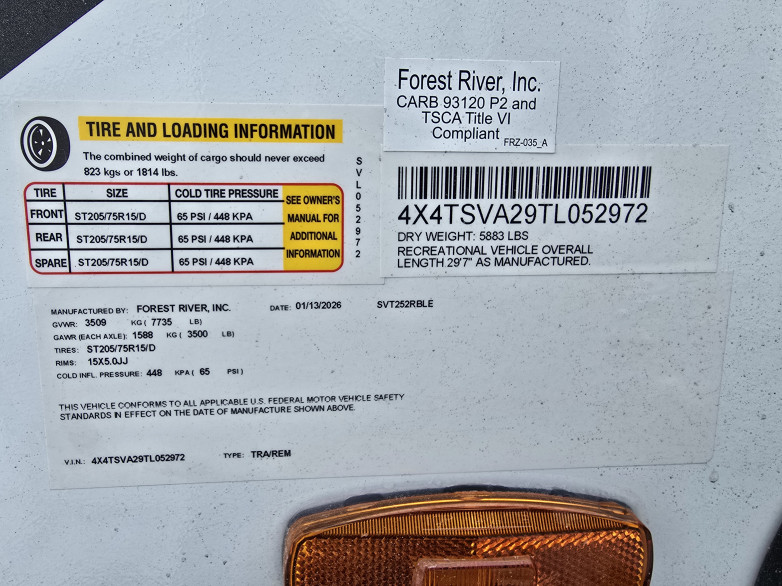 Forest River, Inc.
CARB 93120 P2 and
TSCA Title VI
Compliant
FRZ-035_A
TIRE AND LOADING INFORMATION
The combined weight of cargo should never exceed
823 kgs or 1814 lbs.
TIRE SIZE COLD TIRE PRESSURE
FRONT ST205/75R15/D 65 PSI / 448 KPA
REAR ST205/75R15/D 65 PSI / 448 KPA
SPARE ST205/75R15/D 65 PSI / 448 KPA
SEE OWNER'S
MANUAL FOR
ADDITIONAL
INFORMATION
SVL052972
4X4TSVA29TL052972
DRY WEIGHT: 5883 LBS
RECREATIONAL VEHICLE OVERALL
LENGTH 29'7" AS MANUFACTURED.
MANUFACTURED BY: FOREST RIVER, INC. DATE: 01/13/2026 SVT252RBLE
GVWR: 3509 KG ( 7735 LB)
GAWR (EACH AXLE): 1588 KG ( 3500 LB)
TIRES: ST205/75R15/D
RIMS: 15X5.0JJ
COLD INFL. PRESSURE: 448 KPA ( 65 PSI )
THIS VEHICLE CONFORMS TO ALL APPLICABLE U.S. FEDERAL MOTOR VEHICLE SAFETY
STANDARDS IN EFFECT ON THE DATE OF MANUFACTURE SHOWN ABOVE.
V.I.N.: 4X4TSVA29TL052972 TYPE: TRA/REM